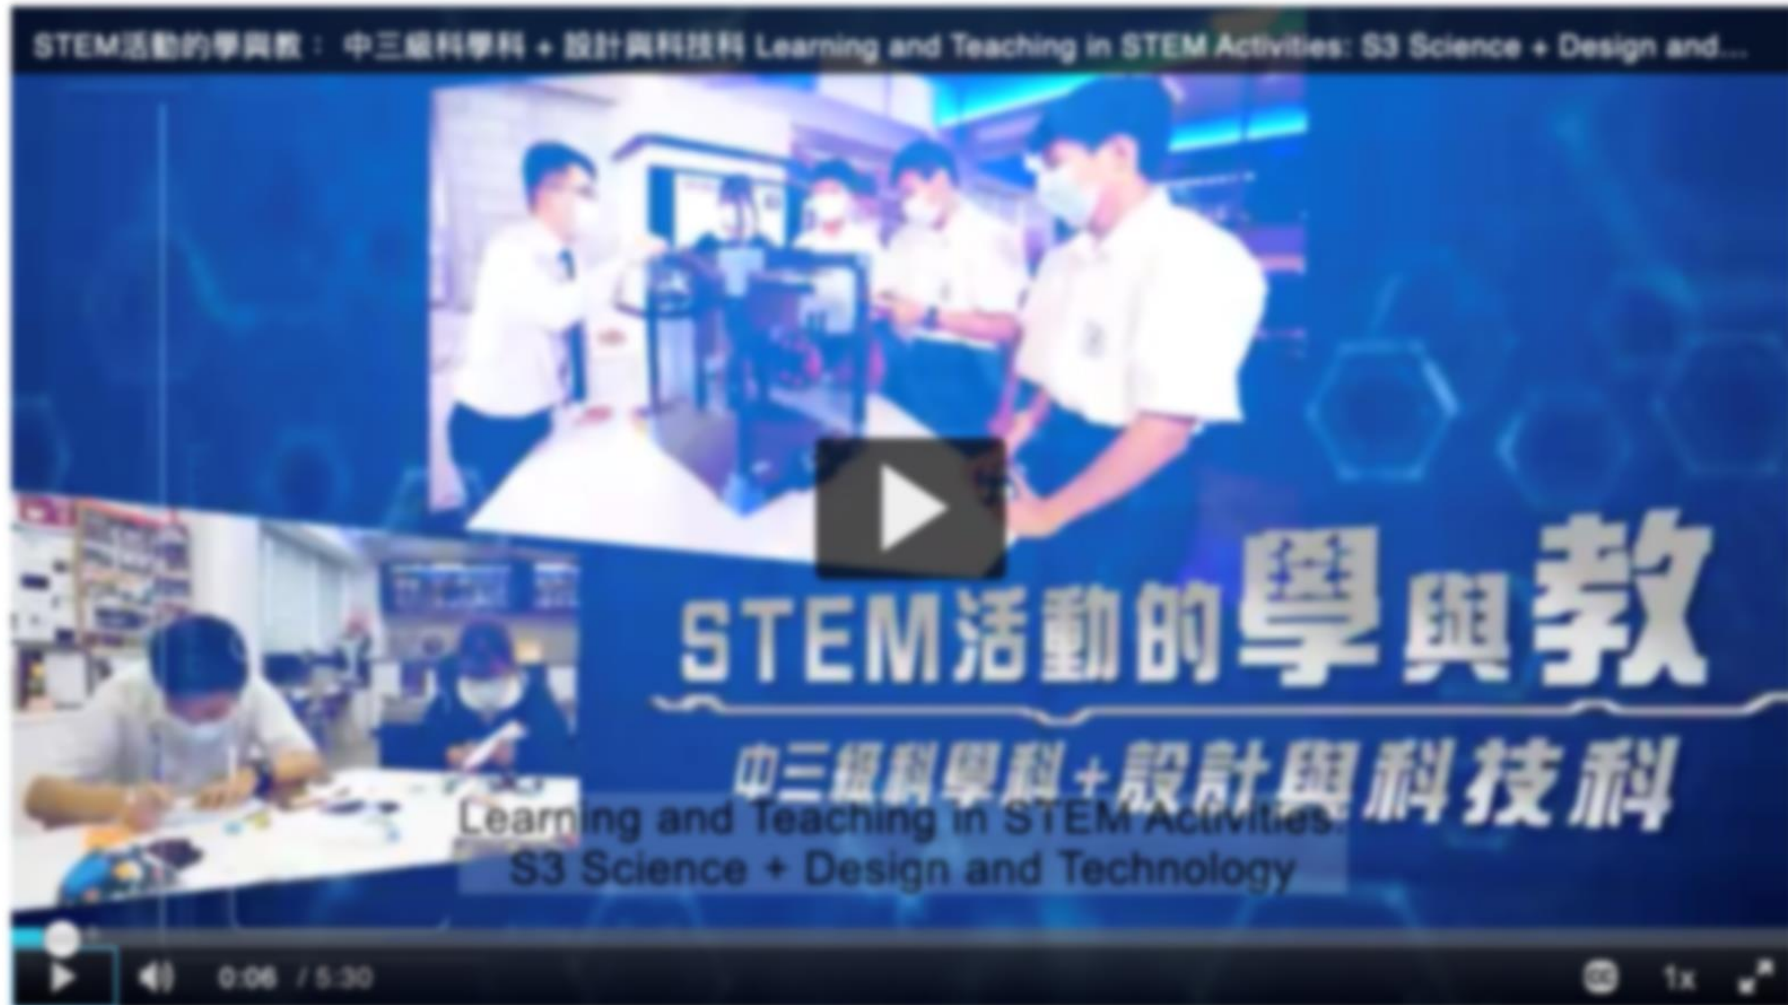 STEM活動的學與教： 中三級科學科 + 設計與科技科 Learning and Teaching in STEM Activities: S3 Science + Design and...
STEM活動的學與教
中三級科學科+設計與科技科
Learning and Teaching in STEM Activities:
S3 Science + Design and Technology
0:06 / 5:30
CC
1x